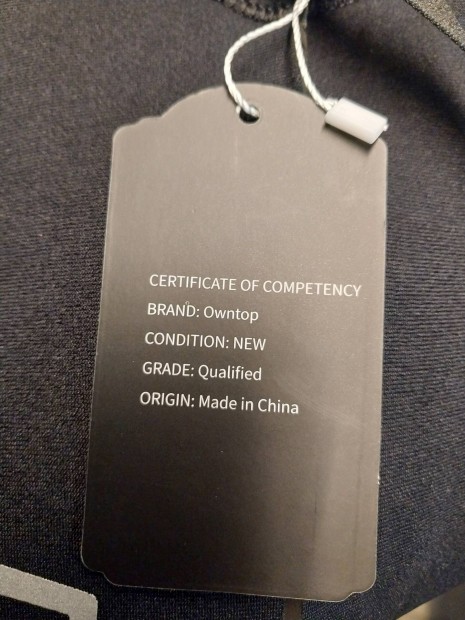 CERTIFICATE OF COMPETENCY
BRAND: Owntop
CONDITION: NEW
GRADE: Qualified
ORIGIN: Made in China